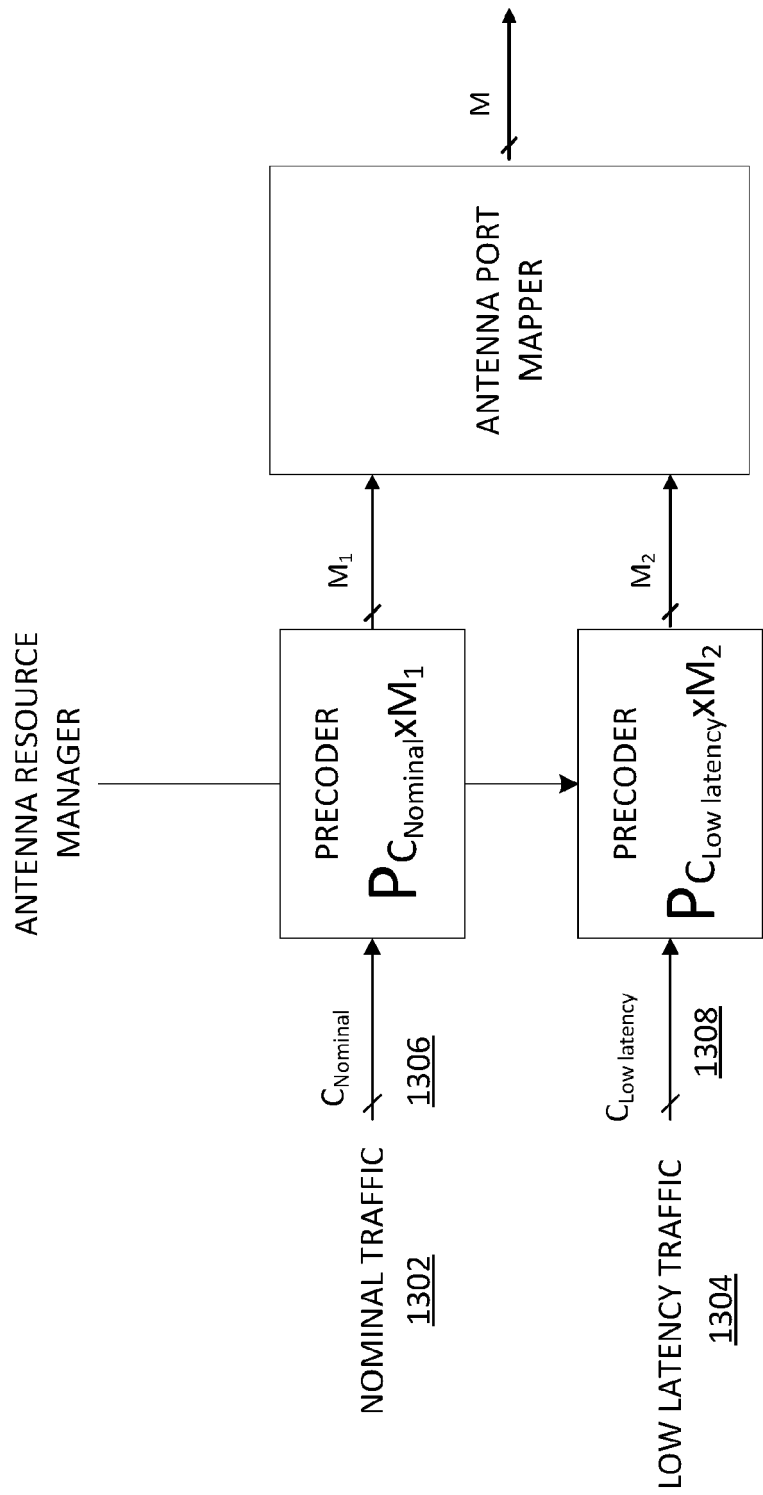 ANTENNA RESOURCE
MANAGER
NOMINAL TRAFFIC
1302
C_Nominal
1306
PRECODER
P_C_Nominal x M_1
M_1
LOW LATENCY TRAFFIC
1304
C_Low latency
1308
PRECODER
P_C_Low latency x M_2
M_2
ANTENNA PORT
MAPPER
M